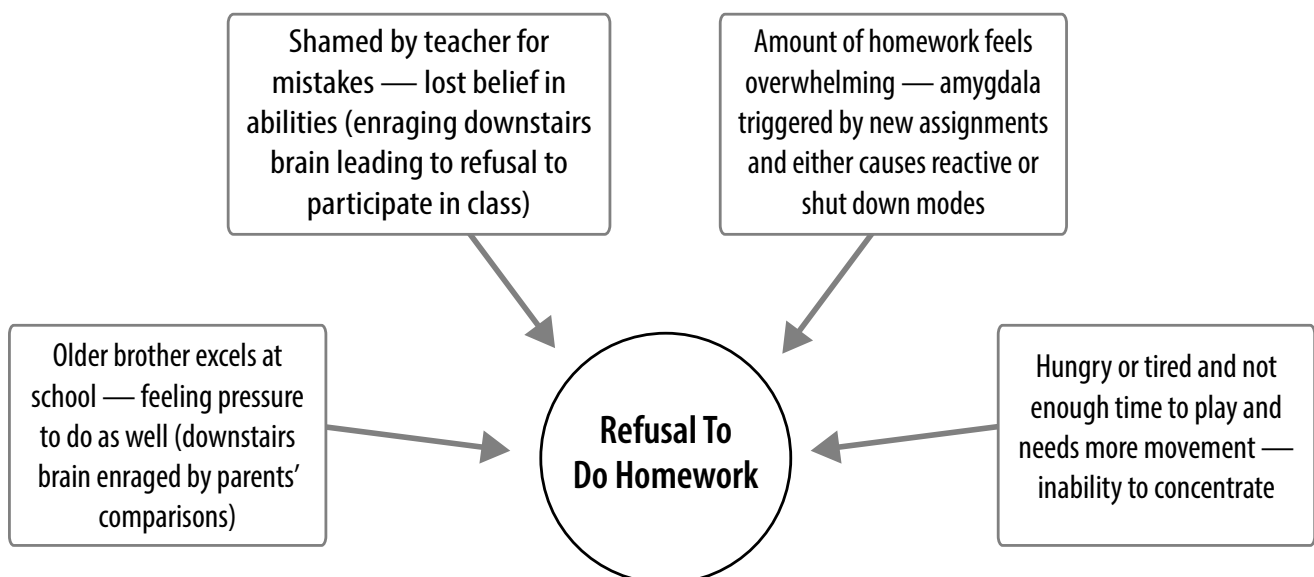 Shamed by teacher for
mistakes — lost belief in
abilities (enraging downstairs
brain leading to refusal to
participate in class)
Amount of homework feels
overwhelming — amygdala
triggered by new assignments
and either causes reactive or
shut down modes
Older brother excels at
school — feeling pressure
to do as well (downstairs
brain enraged by parents’
comparisons)
Refusal To
Do Homework
Hungry or tired and not
enough time to play and
needs more movement —
inability to concentrate